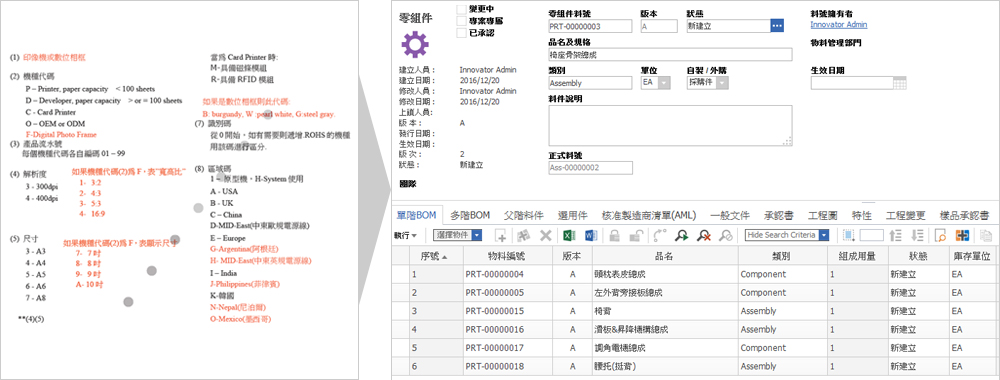 (1) 印像機或數位相框
(2) 機種代碼
P – Printer, paper capacity < 100 sheets
D – Developer, paper capacity > or = 100 sheets
C - Card Printer
O – OEM or ODM
F-Digital Photo Frame
(3) 產品流水號
每個機種代碼各自編碼 01 – 99
(4) 解析度
3 - 300dpi
4 - 400dpi
如果機種代碼(2)為 F，表"寬高比"
1- 3:2
2- 4:3
3- 5:3
4- 16:9
(5) 尺寸
3 - A3
4 - A4
5 - A5
6 - A6
7 - A8
如果機種代碼(2)為 F，表顯示尺寸
7- 7 吋
8- 8 吋
9- 9 吋
A- 10 吋
**(4)(5)
當為 Card Printer 時:
M-具備磁條模組
R-具備 RFID 模組
如果是數位相框則此代碼:
B: burgundy, W :pearl white, G:steel gray.
(7) 識別碼
從 0 開始，如有需要則遞增.ROHS 的機種
用該碼進行區分.
(8) 區域碼
1 – 原型機，H-System 使用
A - USA
B - UK
C – China
D-MID-East(中東歐規電源線)
E – Europe
G-Argentina(阿根廷)
H- MID-East(中東英規電源線)
I – India
J-Philippines(菲律賓)
K-韓國
N-Nepal(尼泊爾)
O-Mexico(墨西哥)
零組件
變更中
專案專屬
已承認
建立人員 : Innovator Admin
建立日期 : 2016/12/20
修改人員 : Innovator Admin
修改日期 : 2016/12/20
上鎖人員 :
版 本 : A
發行日期 :
生效日期 :
版 次 : 2
狀態 : 新建立
團隊
零組件料號 版本 狀態 料號擁有者
PRT-00000003 A 新建立 ... Innovator Admin
品名及規格 物料管理部門
椅座骨架總成
類別 單位 自製 / 外購 生效日期
Assembly EA 採購件
料件說明
正式料號
Ass-00000002
單階BOM 多階BOM 父階料件 選用件 核准製造商清單(AML) 一般文件 承認書 工程圖 特性 工程變更 樣品承認書
執行 選擇物件 Hide Search Criteria
序號 物料編號 版本 品名 類別 組成用量 狀態 庫存單位
1 PRT-00000004 A 頭枕表皮總成 Component 1 新建立 EA
2 PRT-00000005 A 左外背旁接板總成 Component 1 新建立 EA
3 PRT-00000015 A 椅背 Assembly 1 新建立 EA
4 PRT-00000016 A 滑板&昇降機構總成 Assembly 1 新建立 EA
5 PRT-00000017 A 調角電機總成 Component 1 新建立 EA
6 PRT-00000018 A 腰托(挺背) Assembly 1 新建立 EA